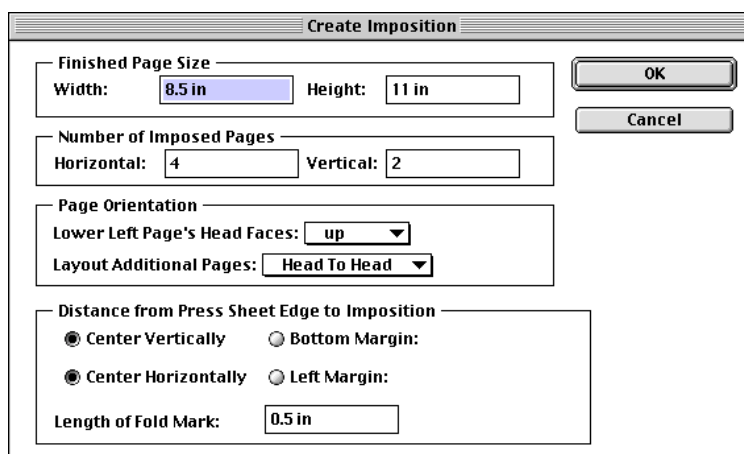 Create Imposition
Finished Page Size
Width: 8.5 in Height: 11 in
OK
Cancel
Number of Imposed Pages
Horizontal: 4 Vertical: 2
Page Orientation
Lower Left Page's Head Faces: up
Layout Additional Pages: Head To Head
Distance from Press Sheet Edge to Imposition
Center Vertically Bottom Margin:
Center Horizontally Left Margin:
Length of Fold Mark: 0.5 in